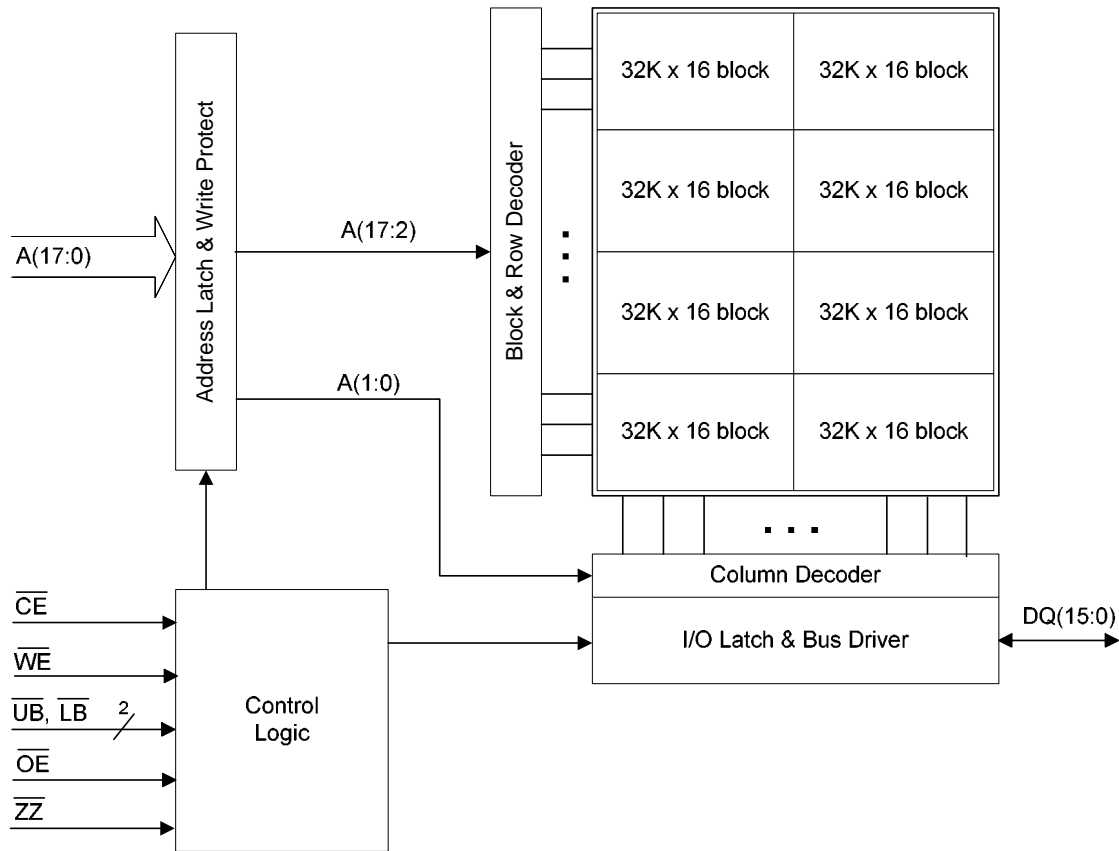 A(17:0)
Address Latch & Write Protect
A(17:2)
A(1:0)
Block & Row Decoder
32K x 16 block
32K x 16 block
32K x 16 block
32K x 16 block
32K x 16 block
32K x 16 block
32K x 16 block
32K x 16 block
Column Decoder
I/O Latch & Bus Driver
DQ(15:0)
CE
WE
UB, LB 2
OE
ZZ
Control
Logic